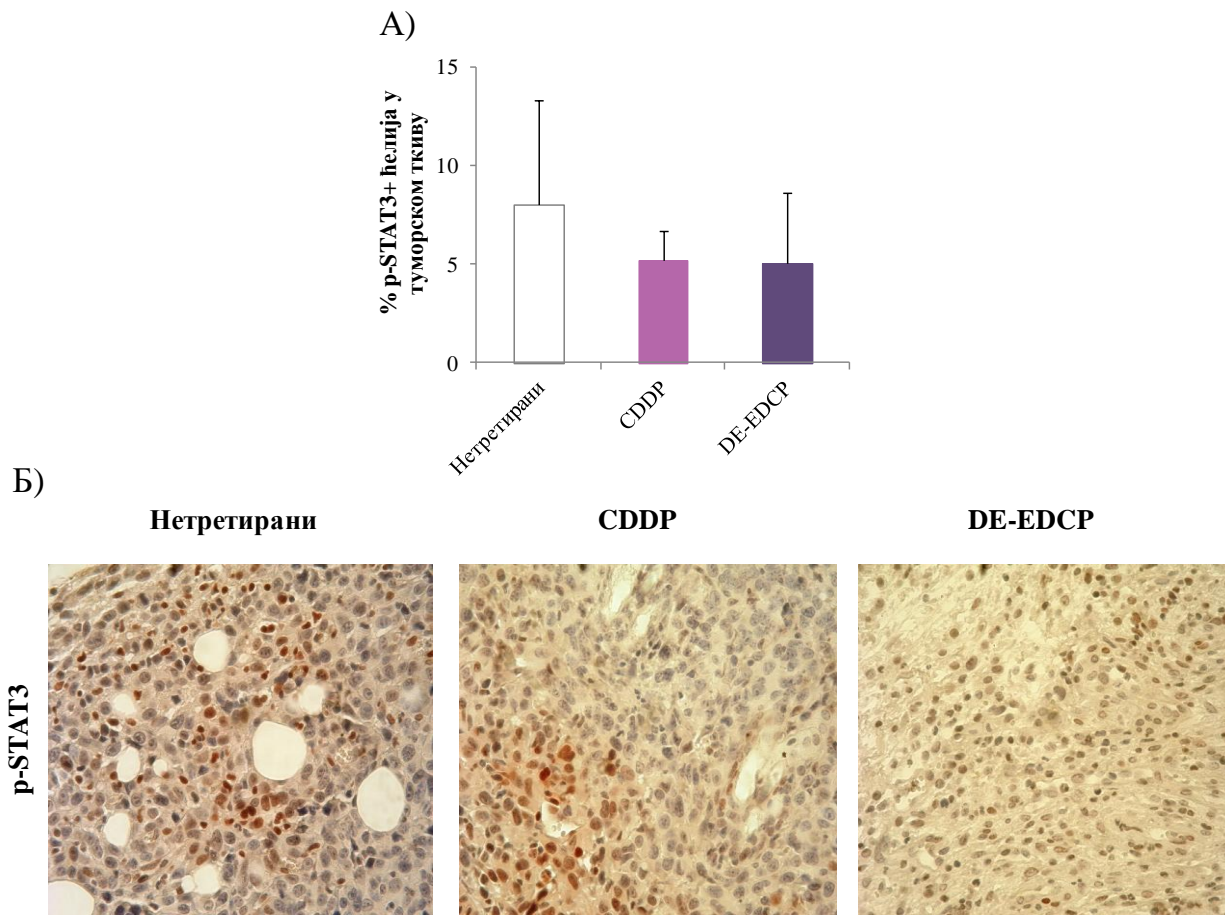 А)
15
10
5
0
% p-STAT3+ ћелија у
туморском ткиву
Нетретирани
CDDP
DE-EDCP
Б)
Нетретирани CDDP DE-EDCP
p-STAT3